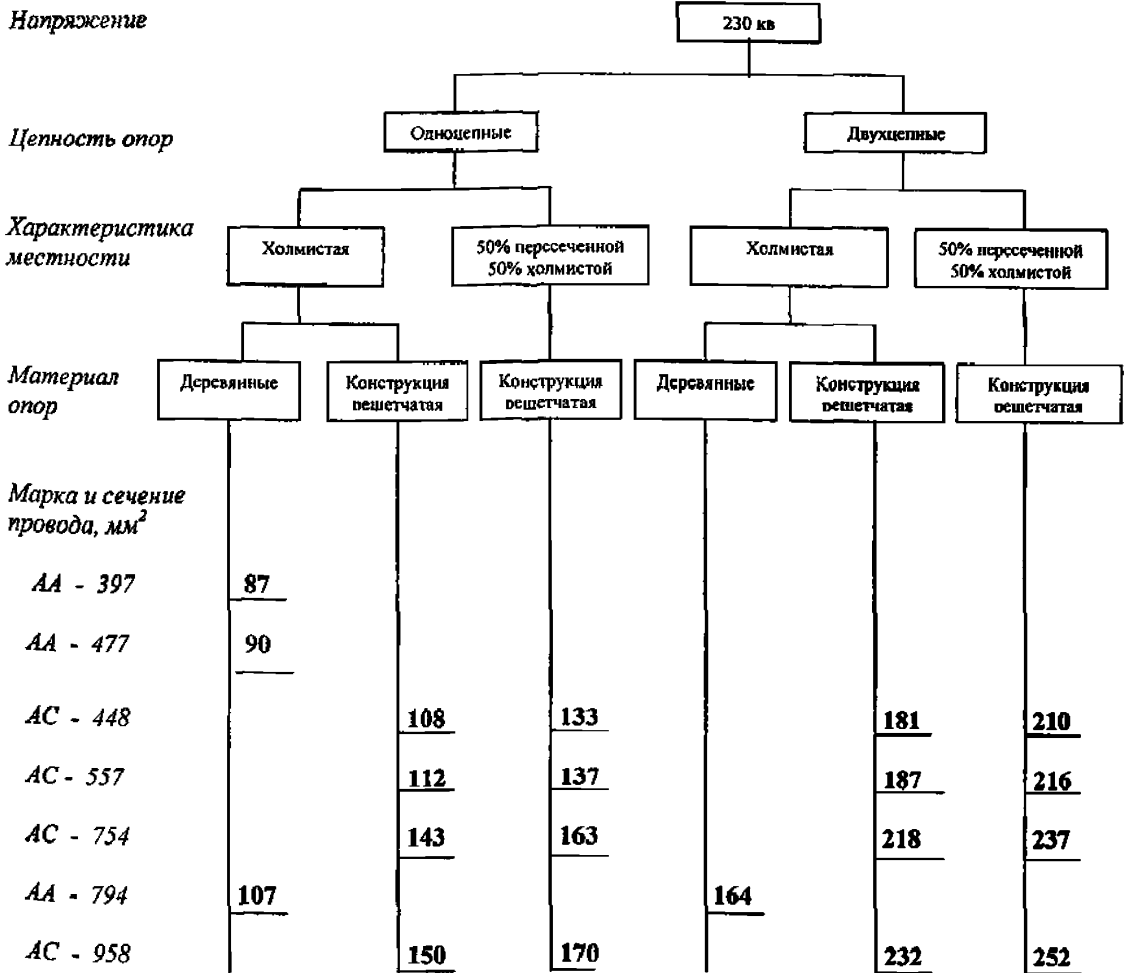 Напряжение
230 кв
Цепность опор
Одноцепные
Двухцепные
Характеристика
местности
Холмистая
50% пересеченной
50% холмистой
Холмистая
50% пересеченной
50% холмистой
Материал
опор
Деревянные
Конструкция
решетчатая
Конструкция
решетчатая
Деревянные
Конструкция
решетчатая
Конструкция
решетчатая
Марка и сечение
провода, мм²
АА - 397 87
АА - 477 90
АС - 448 108 133 181 210
АС - 557 112 137 187 216
АС - 754 143 163 218 237
АА - 794 107 164
АС - 958 150 170 232 252